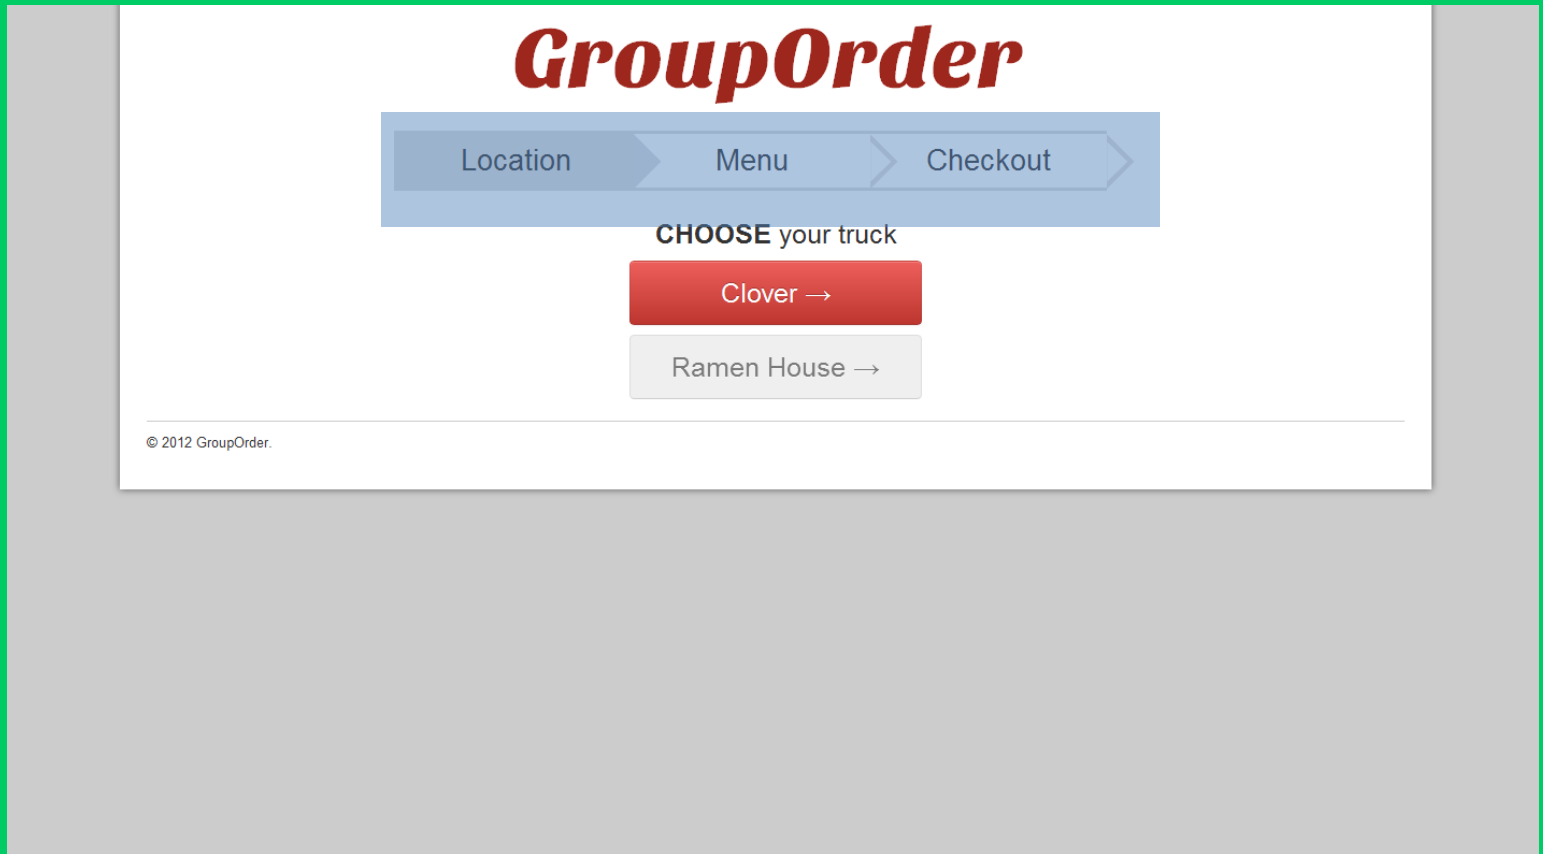 GroupOrder
Location Menu Checkout
CHOOSE your truck
Clover →
Ramen House →
© 2012 GroupOrder.